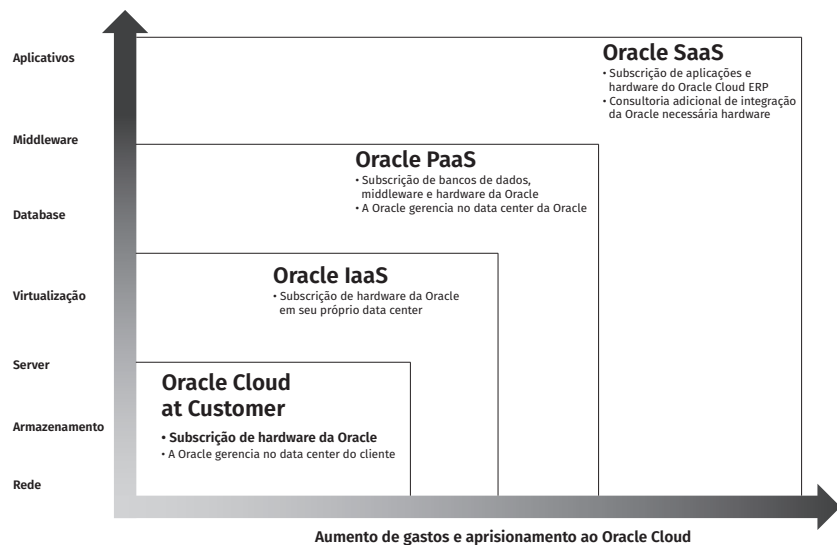 Aplicativos
Middleware
Database
Virtualização
Server
Armazenamento
Rede
Oracle SaaS
• Subscrição de aplicações e
hardware do Oracle Cloud ERP
• Consultoria adicional de integração
da Oracle necessária hardware
Oracle PaaS
• Subscrição de bancos de dados,
middleware e hardware da Oracle
• A Oracle gerencia no data center da Oracle
Oracle IaaS
• Subscrição de hardware da Oracle
em seu próprio data center
Oracle Cloud
at Customer
• Subscrição de hardware da Oracle
• A Oracle gerencia no data center do cliente
Aumento de gastos e aprisionamento ao Oracle Cloud